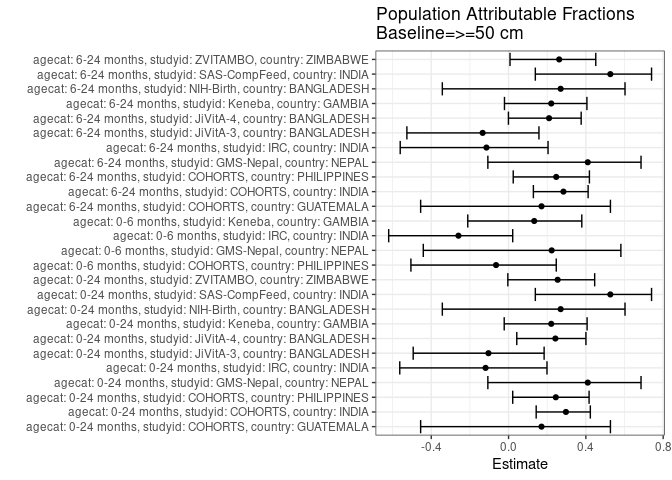 Population Attributable Fractions
Baseline=>=50 cm
agecat: 6-24 months, studyid: ZVITAMBO, country: ZIMBABWE
agecat: 6-24 months, studyid: SAS-CompFeed, country: INDIA
agecat: 6-24 months, studyid: NIH-Birth, country: BANGLADESH
agecat: 6-24 months, studyid: Keneba, country: GAMBIA
agecat: 6-24 months, studyid: JiVitA-4, country: BANGLADESH
agecat: 6-24 months, studyid: JiVitA-3, country: BANGLADESH
agecat: 6-24 months, studyid: IRC, country: INDIA
agecat: 6-24 months, studyid: GMS-Nepal, country: NEPAL
agecat: 6-24 months, studyid: COHORTS, country: PHILIPPINES
agecat: 6-24 months, studyid: COHORTS, country: INDIA
agecat: 6-24 months, studyid: COHORTS, country: GUATEMALA
agecat: 0-6 months, studyid: Keneba, country: GAMBIA
agecat: 0-6 months, studyid: IRC, country: INDIA
agecat: 0-6 months, studyid: GMS-Nepal, country: NEPAL
agecat: 0-6 months, studyid: COHORTS, country: PHILIPPINES
agecat: 0-24 months, studyid: ZVITAMBO, country: ZIMBABWE
agecat: 0-24 months, studyid: SAS-CompFeed, country: INDIA
agecat: 0-24 months, studyid: NIH-Birth, country: BANGLADESH
agecat: 0-24 months, studyid: Keneba, country: GAMBIA
agecat: 0-24 months, studyid: JiVitA-4, country: BANGLADESH
agecat: 0-24 months, studyid: JiVitA-3, country: BANGLADESH
agecat: 0-24 months, studyid: IRC, country: INDIA
agecat: 0-24 months, studyid: GMS-Nepal, country: NEPAL
agecat: 0-24 months, studyid: COHORTS, country: PHILIPPINES
agecat: 0-24 months, studyid: COHORTS, country: INDIA
agecat: 0-24 months, studyid: COHORTS, country: GUATEMALA
-0.4 0.0 0.4 0.8
Estimate